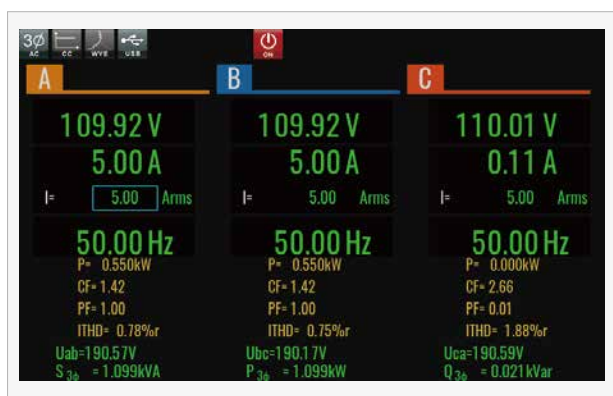 3Ø AC CC WYE USB ON
A B C
109.92 V 109.92 V 110.01 V
5.00 A 5.00 A 0.11 A
I= 5.00 Arms I= 5.00 Arms I= 5.00 Arms
50.00 Hz 50.00 Hz 50.00 Hz
P= 0.550kW P= 0.550kW P= 0.000kW
CF= 1.42 CF= 1.42 CF= 2.66
PF= 1.00 PF= 1.00 PF= 0.01
ITHD= 0.78%r ITHD= 0.75%r ITHD= 1.88%r
Uab=190.57V Ubc=190.17V Uca=190.59V
S3ϕ = 1.099kVA P3ϕ = 1.099kW Q3ϕ = 0.021kVar